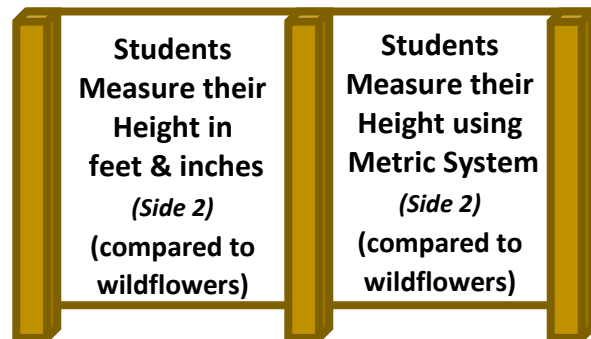 Students
Measure their
Height in
feet & inches
(Side 2)
(compared to
wildflowers)
Students
Measure their
Height using
Metric System
(Side 2)
(compared to
wildflowers)